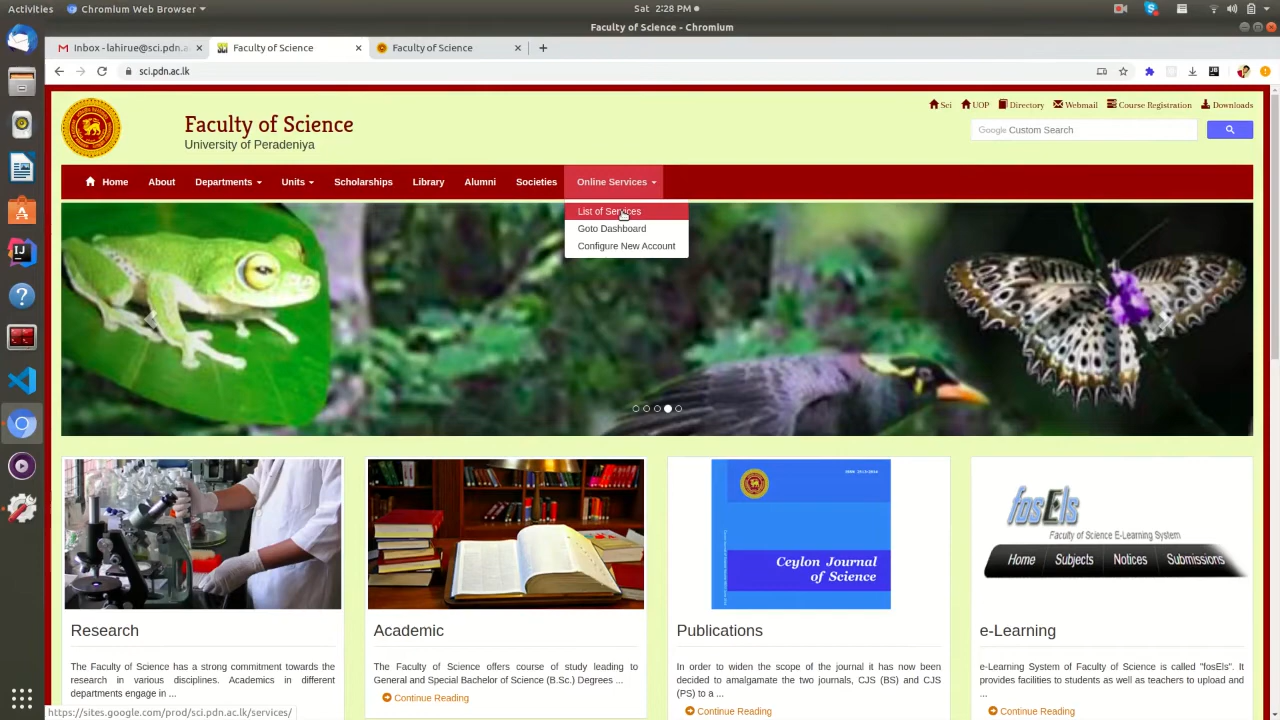 Activities
Chromium Web Browser
Sat 2:28 PM
Faculty of Science - Chromium
Inbox - lahirue@sci.pdn.a
Faculty of Science
Faculty of Science
sci.pdn.ac.lk
Sci
UOP
Directory
Webmail
Course Registration
Downloads
Faculty of Science
University of Peradeniya
Google Custom Search
Home
About
Departments
Units
Scholarships
Library
Alumni
Societies
Online Services
List of Services
Goto Dashboard
Configure New Account
Ceylon Journal
of Science
fosEls
Faculty of Science E-Learning System
Home
Subjects
Notices
Submissions
Research
The Faculty of Science has a strong commitment towards the
research in various disciplines. Academics in different
departments engage in ...
Academic
The Faculty of Science offers course of study leading to
General and Special Bachelor of Science (B.Sc.) Degrees ...
Continue Reading
Publications
In order to widen the scope of the journal it has now been
decided to amalgamate the two journals, CJS (BS) and CJS
(PS) to a ...
Continue Reading
e-Learning
e-Learning System of Faculty of Science is called "fosEls". It
provides facilities to students as well as teachers to upload and
...
Continue Reading
https://sites.google.com/prod/sci.pdn.ac.lk/services/